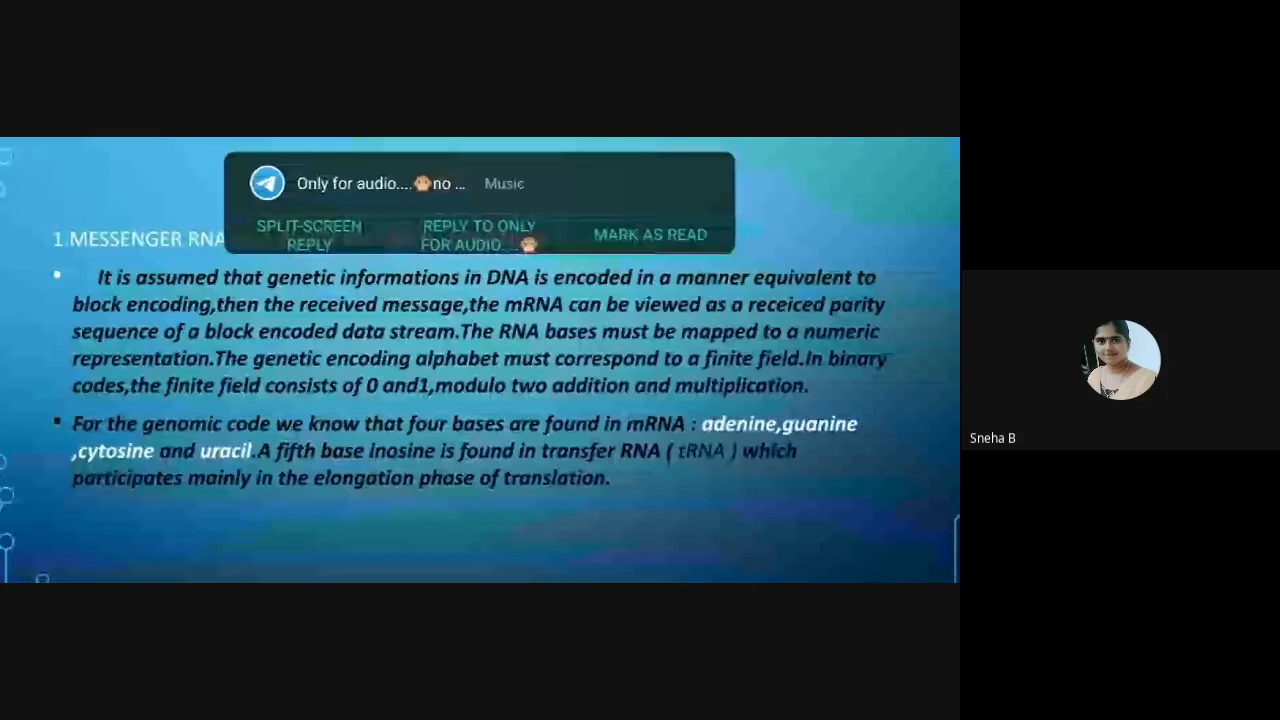 Only for audio....🙊no ... Music
SPLIT-SCREEN REPLY
REPLY TO ONLY FOR AUDIO....🙊
MARK AS READ
1.MESSENGER RNA
It is assumed that genetic informations in DNA is encoded in a manner equivalent to
block encoding,then the received message,the mRNA can be viewed as a receiced parity
sequence of a block encoded data stream.The RNA bases must be mapped to a numeric
representation.The genetic encoding alphabet must correspond to a finite field.In binary
codes,the finite field consists of 0 and1,modulo two addition and multiplication.
For the genomic code we know that four bases are found in mRNA : adenine,guanine
,cytosine and uracil.A fifth base inosine is found in transfer RNA ( tRNA ) which
participates mainly in the elongation phase of translation.
Sneha B